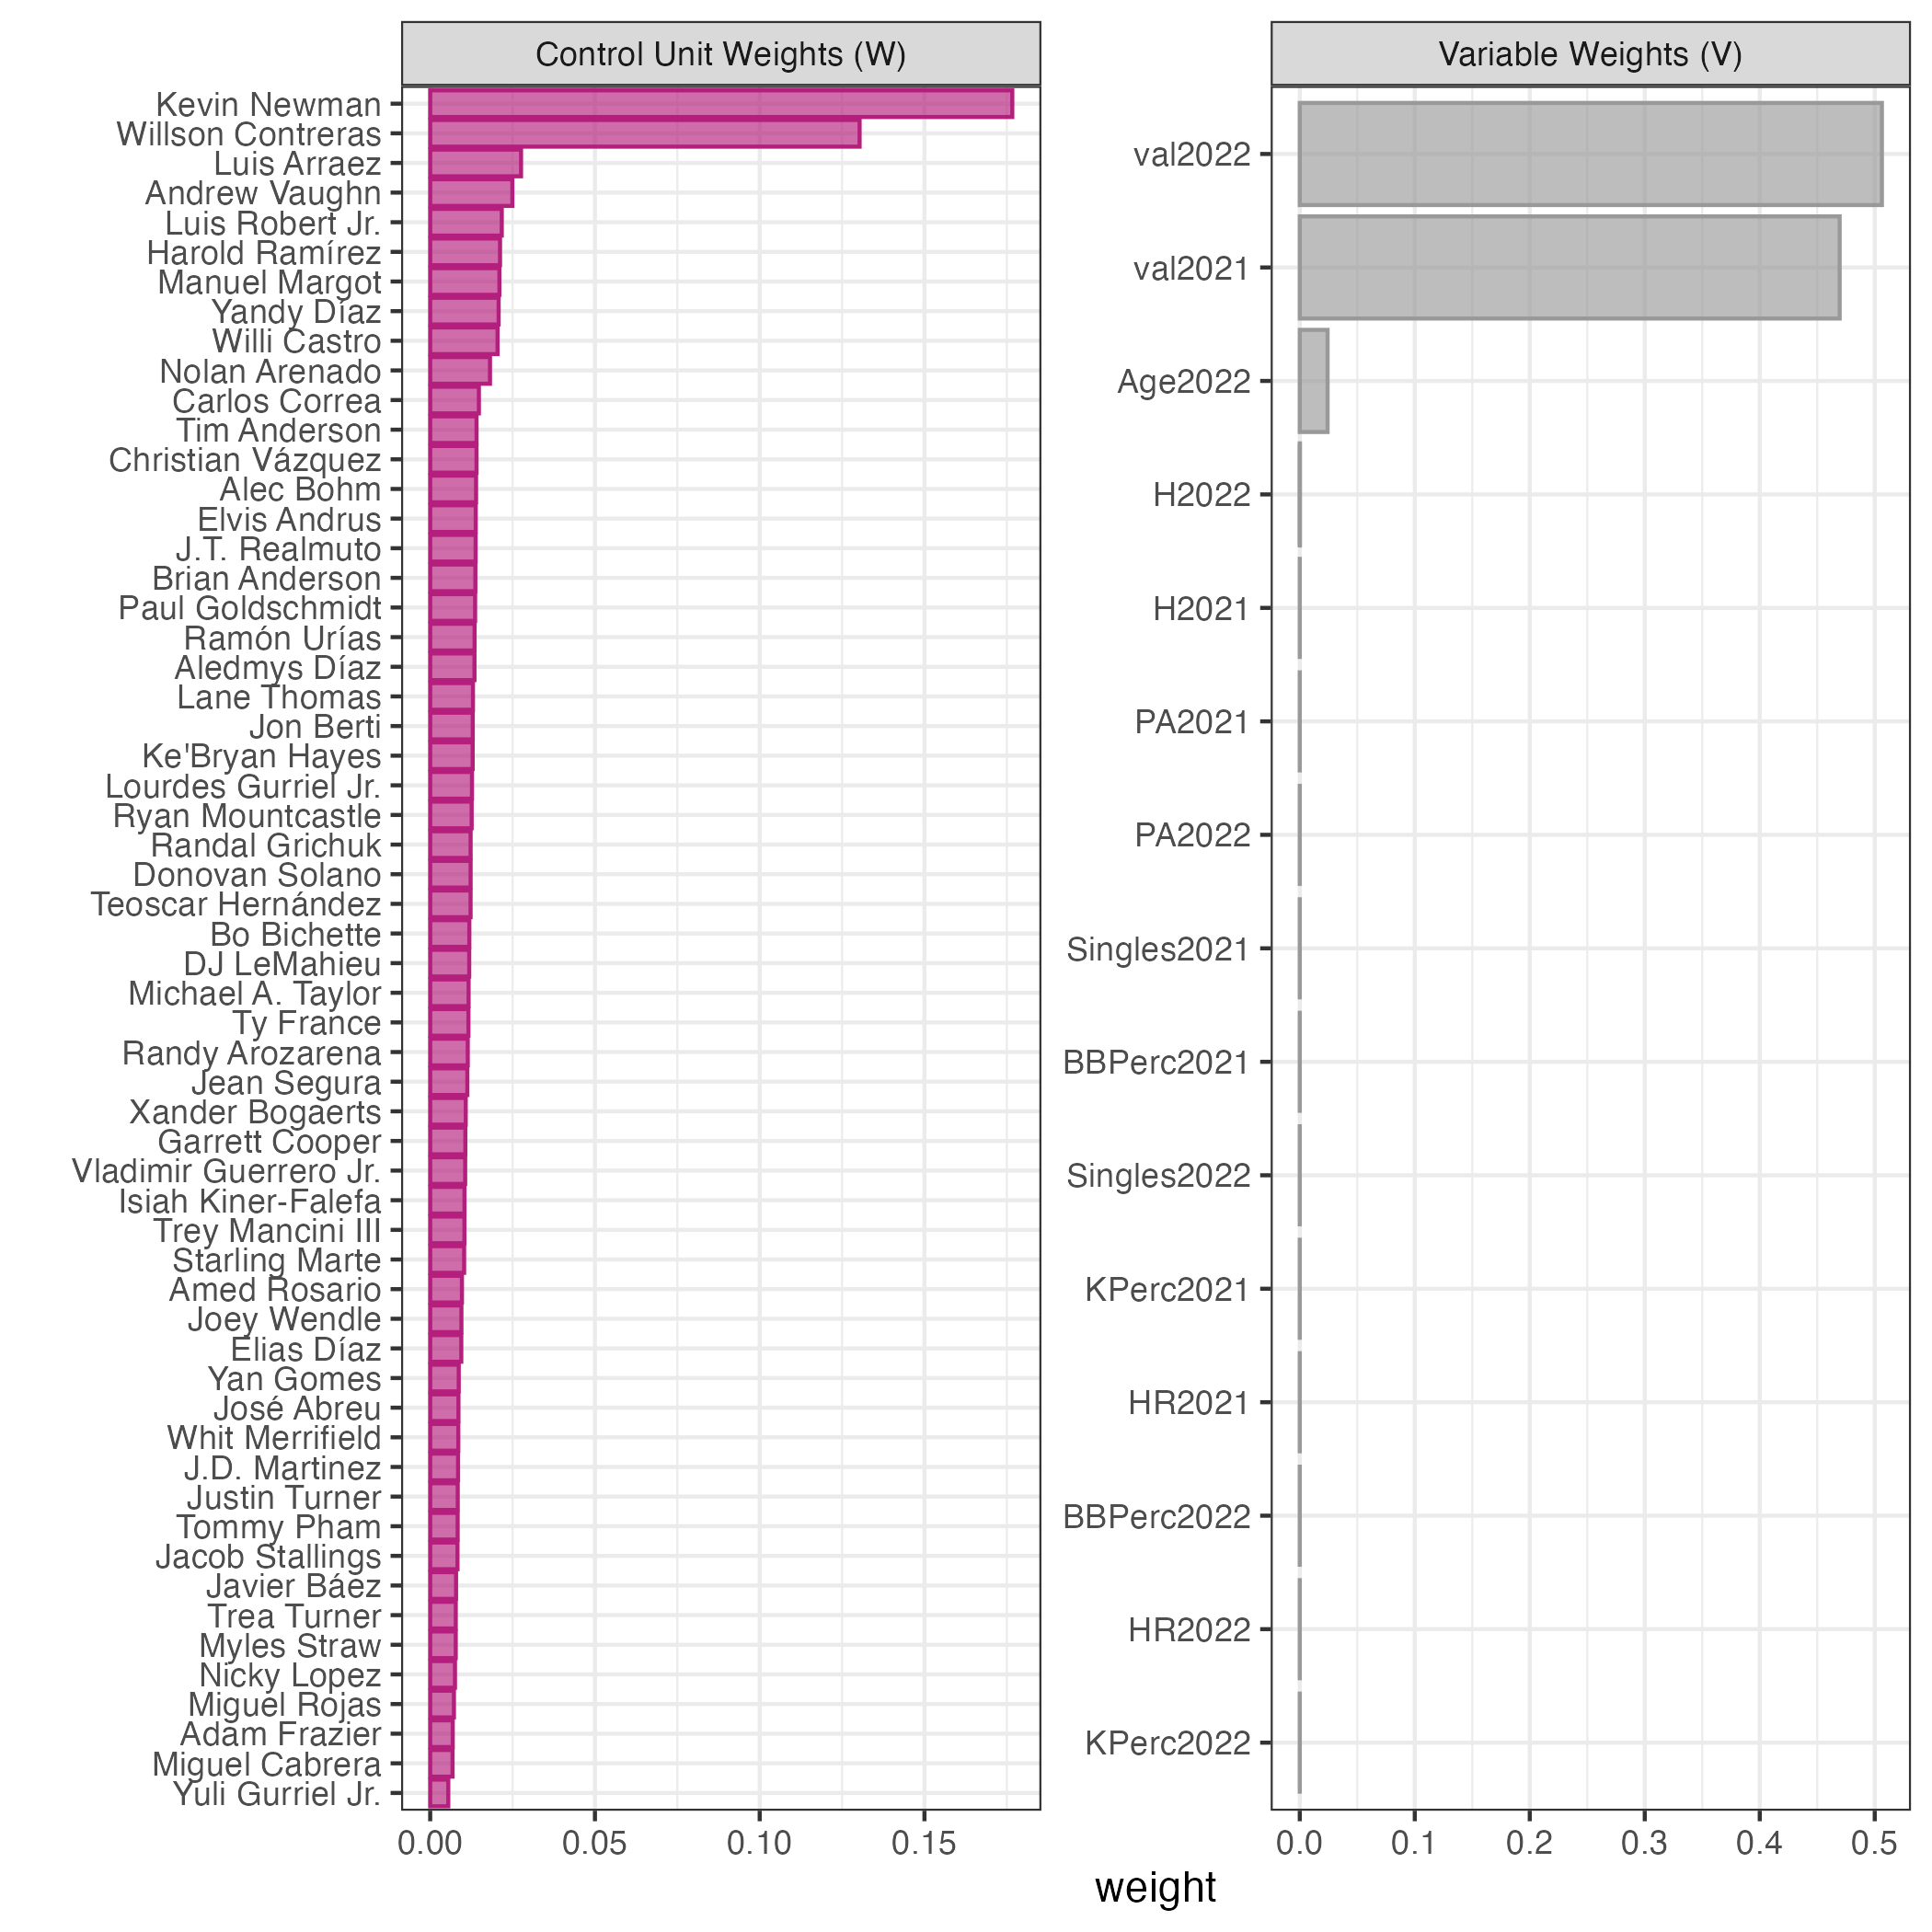 Control Unit Weights (W)
Kevin Newman
Willson Contreras
Luis Arraez
Andrew Vaughn
Luis Robert Jr.
Harold Ramírez
Manuel Margot
Yandy Díaz
Willi Castro
Nolan Arenado
Carlos Correa
Tim Anderson
Christian Vázquez
Alec Bohm
Elvis Andrus
J.T. Realmuto
Brian Anderson
Paul Goldschmidt
Ramón Urías
Aledmys Díaz
Lane Thomas
Jon Berti
Ke'Bryan Hayes
Lourdes Gurriel Jr.
Ryan Mountcastle
Randal Grichuk
Donovan Solano
Teoscar Hernández
Bo Bichette
DJ LeMahieu
Michael A. Taylor
Ty France
Randy Arozarena
Jean Segura
Xander Bogaerts
Garrett Cooper
Vladimir Guerrero Jr.
Isiah Kiner-Falefa
Trey Mancini III
Starling Marte
Amed Rosario
Joey Wendle
Elias Díaz
Yan Gomes
José Abreu
Whit Merrifield
J.D. Martinez
Justin Turner
Tommy Pham
Jacob Stallings
Javier Báez
Trea Turner
Myles Straw
Nicky Lopez
Miguel Rojas
Adam Frazier
Miguel Cabrera
Yuli Gurriel Jr.
0.00 0.05 0.10 0.15
Variable Weights (V)
val2022
val2021
Age2022
H2022
H2021
PA2021
PA2022
Singles2021
BBPerc2021
Singles2022
KPerc2021
HR2021
BBPerc2022
HR2022
KPerc2022
0.0 0.1 0.2 0.3 0.4 0.5
weight